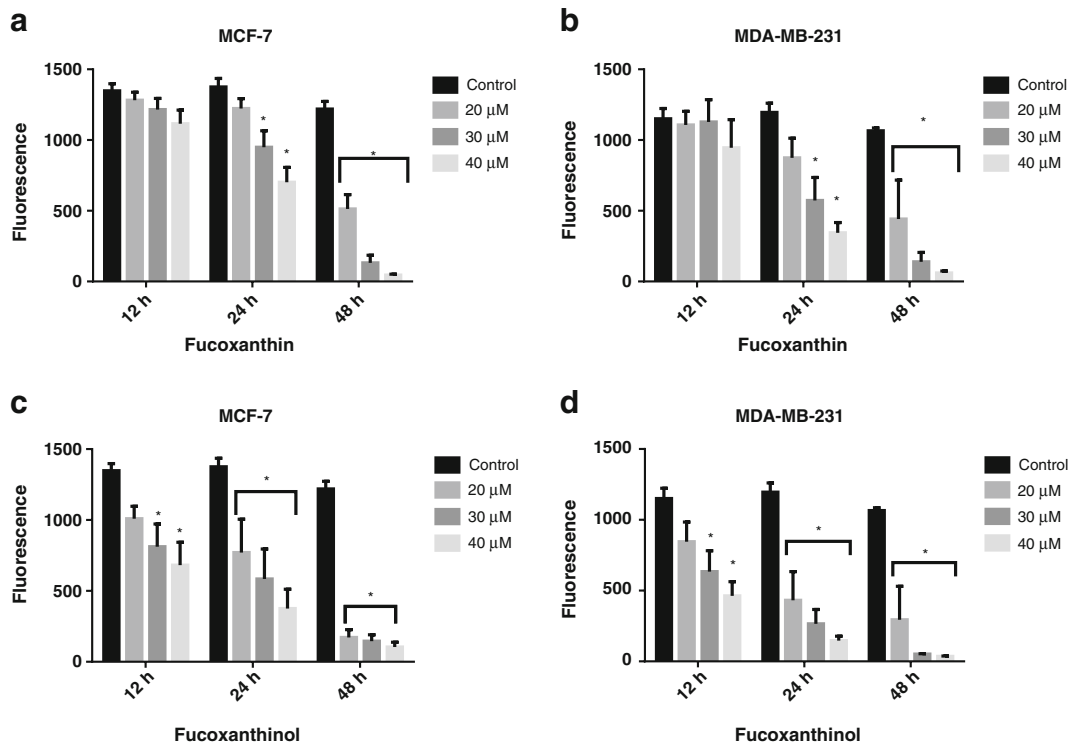 a
MCF-7
1500
1000
500
0
Fluorescence
*
*
*
12 h
24 h
48 h
Fucoxanthin
Control
20 µM
30 µM
40 µM
b
MDA-MB-231
1500
1000
500
0
Fluorescence
*
*
*
12 h
24 h
48 h
Fucoxanthin
Control
20 µM
30 µM
40 µM
c
MCF-7
1500
1000
500
0
Fluorescence
*
*
*
*
12 h
24 h
48 h
Fucoxanthinol
Control
20 µM
30 µM
40 µM
d
MDA-MB-231
1500
1000
500
0
Fluorescence
*
*
*
*
12 h
24 h
48 h
Fucoxanthinol
Control
20 µM
30 µM
40 µM